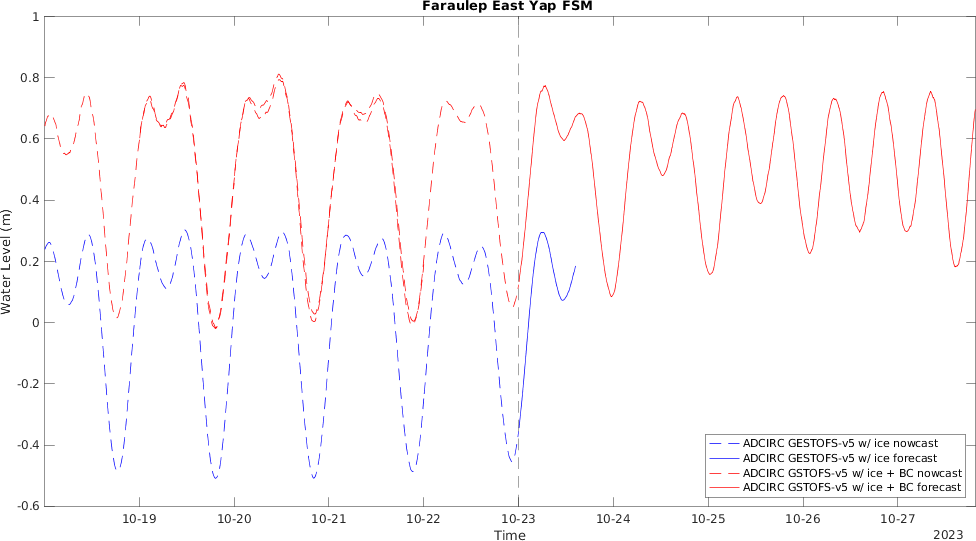 Faraulep East Yap FSM
1
0.8
0.6
0.4
0.2
0
-0.2
-0.4
-0.6
Water Level (m)
10-19 10-20 10-21 10-22 10-23 10-24 10-25 10-26 10-27
Time
2023
ADCIRC GESTOFS-v5 w/ ice nowcast
ADCIRC GESTOFS-v5 w/ ice forecast
ADCIRC GSTOFS-v5 w/ ice + BC nowcast
ADCIRC GSTOFS-v5 w/ ice + BC forecast